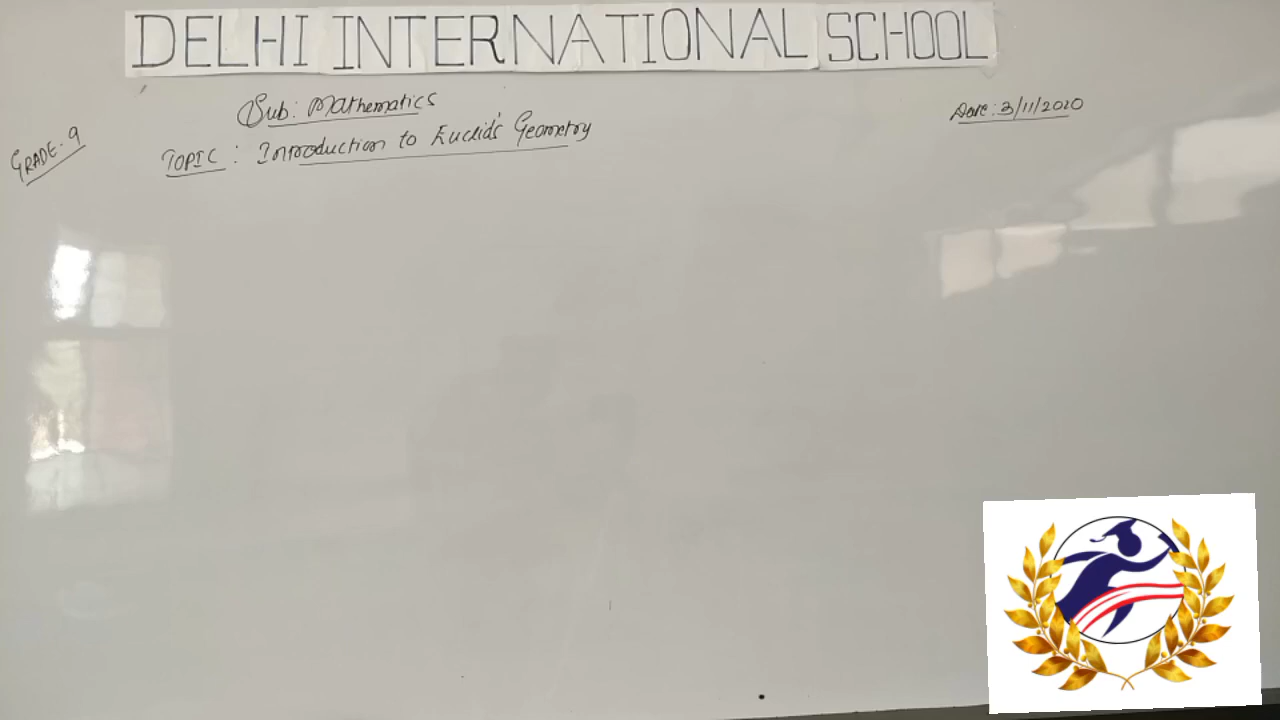 DELHI INTERNATIONAL SCHOOL
Sub: Mathematics
Date: 3/11/2020
GRADE-9
TOPIC : Introduction to Euclid's Geometry